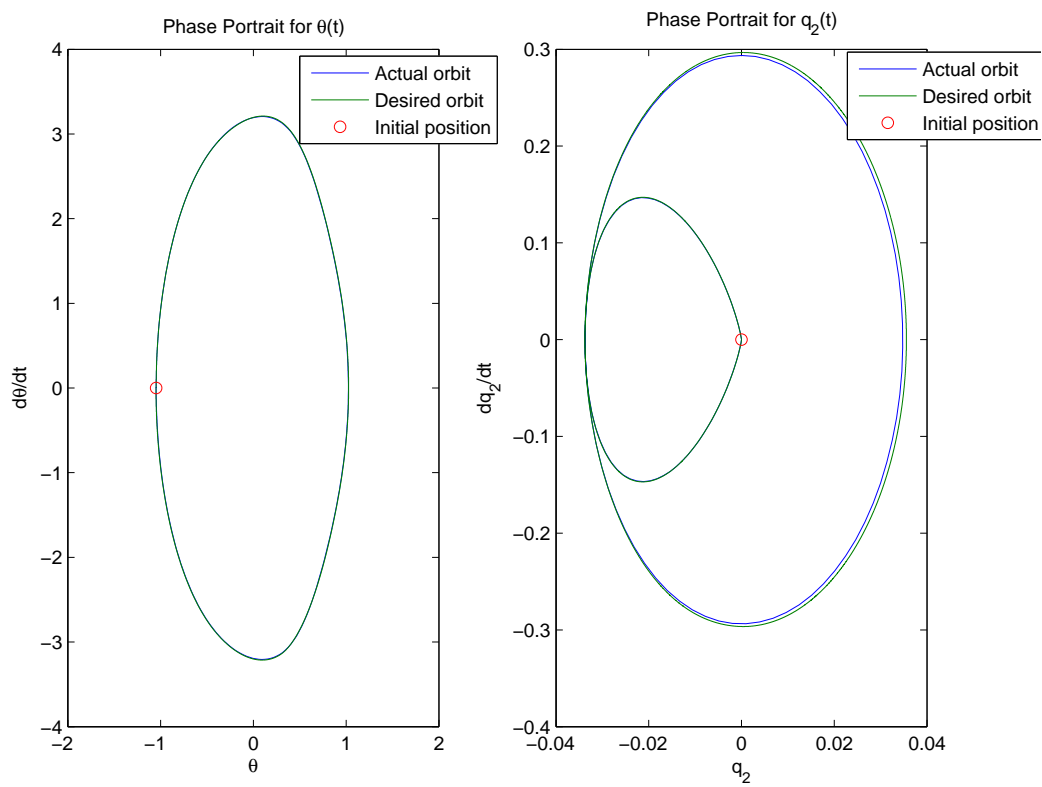 Phase Portrait for θ(t)
4
3
2
1
0
−1
−2
−3
−4
−2
−1
0
1
2
θ
dθ/dt
Actual orbit
Desired orbit
Initial position
Phase Portrait for q2(t)
0.3
0.2
0.1
0
−0.1
−0.2
−0.3
−0.4
−0.04
−0.02
0
0.02
0.04
q2
dq2/dt
Actual orbit
Desired orbit
Initial position